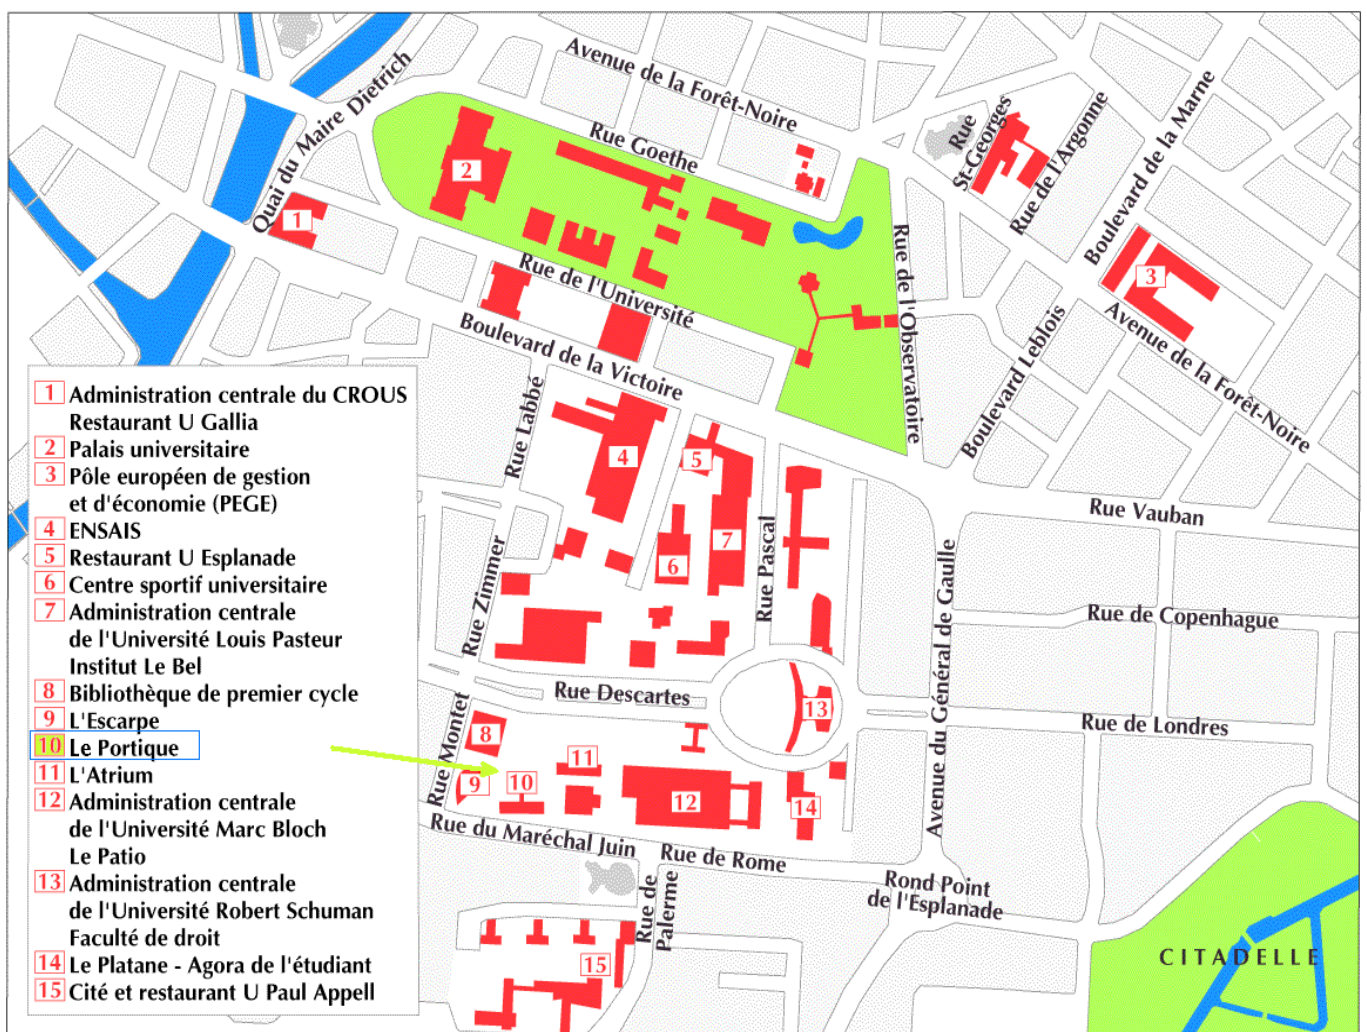 Avenue de la Forêt-Noire
Quai du Maire Dietrich
Rue Goethe
Rue
St-Georges
Rue de l'Argonne
Boulevard de la Marne
2
1
3
Rue de l'Université
Rue de l'Observatoire
Boulevard de la Victoire
Boulevard Leblois
Avenue de la Forêt-Noire
Rue Labbé
4
5
Rue Vauban
7
6
Rue Pascal
Rue Zimmer
Avenue du Général de Gaulle
Rue de Copenhague
Rue Descartes
13
Rue de Londres
Rue Montet
8
11
9
10
12
14
Rue du Maréchal Juin
Rue de Rome
Rond Point
de l'Esplanade
Rue de
Palerme
15
CITADELLE
1 Administration centrale du CROUS
Restaurant U Gallia
2 Palais universitaire
3 Pôle européen de gestion
et d'économie (PEGE)
4 ENSAIS
5 Restaurant U Esplanade
6 Centre sportif universitaire
7 Administration centrale
de l'Université Louis Pasteur
Institut Le Bel
8 Bibliothèque de premier cycle
9 L'Escarpe
10 Le Portique
11 L'Atrium
12 Administration centrale
de l'Université Marc Bloch
Le Patio
13 Administration centrale
de l'Université Robert Schuman
Faculté de droit
14 Le Platane - Agora de l'étudiant
15 Cité et restaurant U Paul Appell